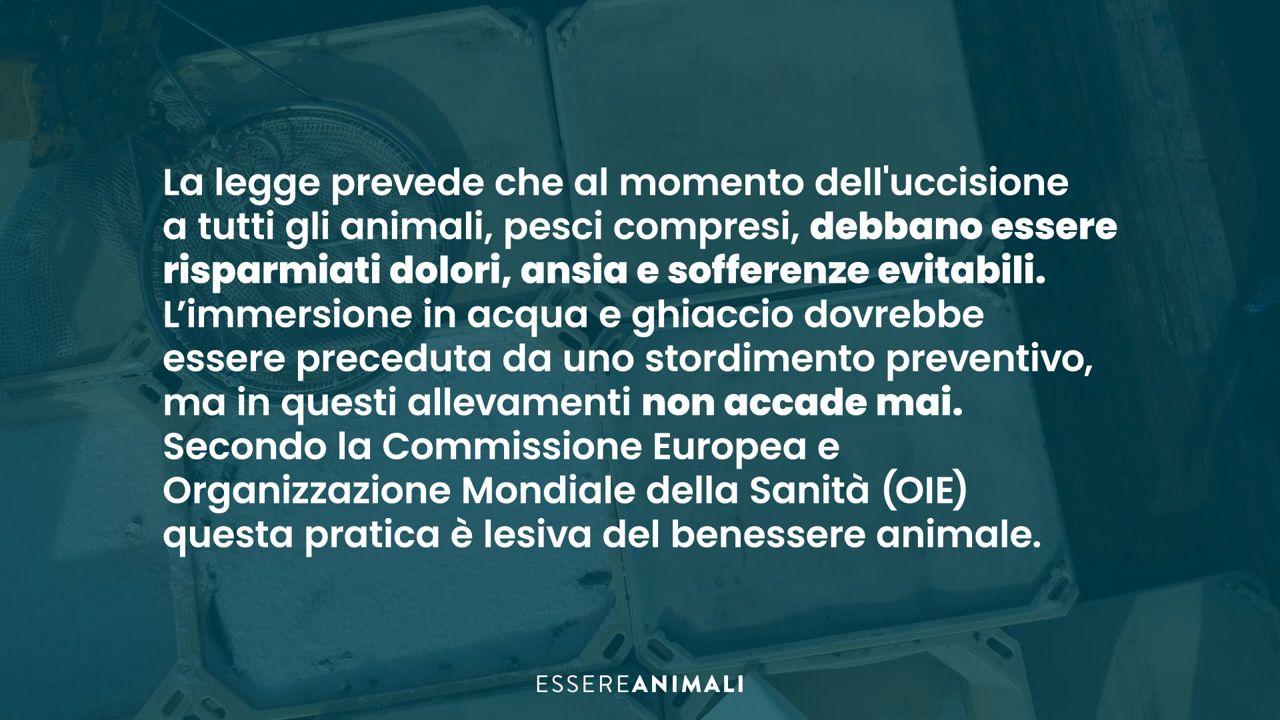 La legge prevede che al momento dell'uccisione
a tutti gli animali, pesci compresi, debbano essere
risparmiati dolori, ansia e sofferenze evitabili.
L’immersione in acqua e ghiaccio dovrebbe
essere preceduta da uno stordimento preventivo,
ma in questi allevamenti non accade mai.
Secondo la Commissione Europea e
Organizzazione Mondiale della Sanità (OIE)
questa pratica è lesiva del benessere animale.
ESSEREANIMALI